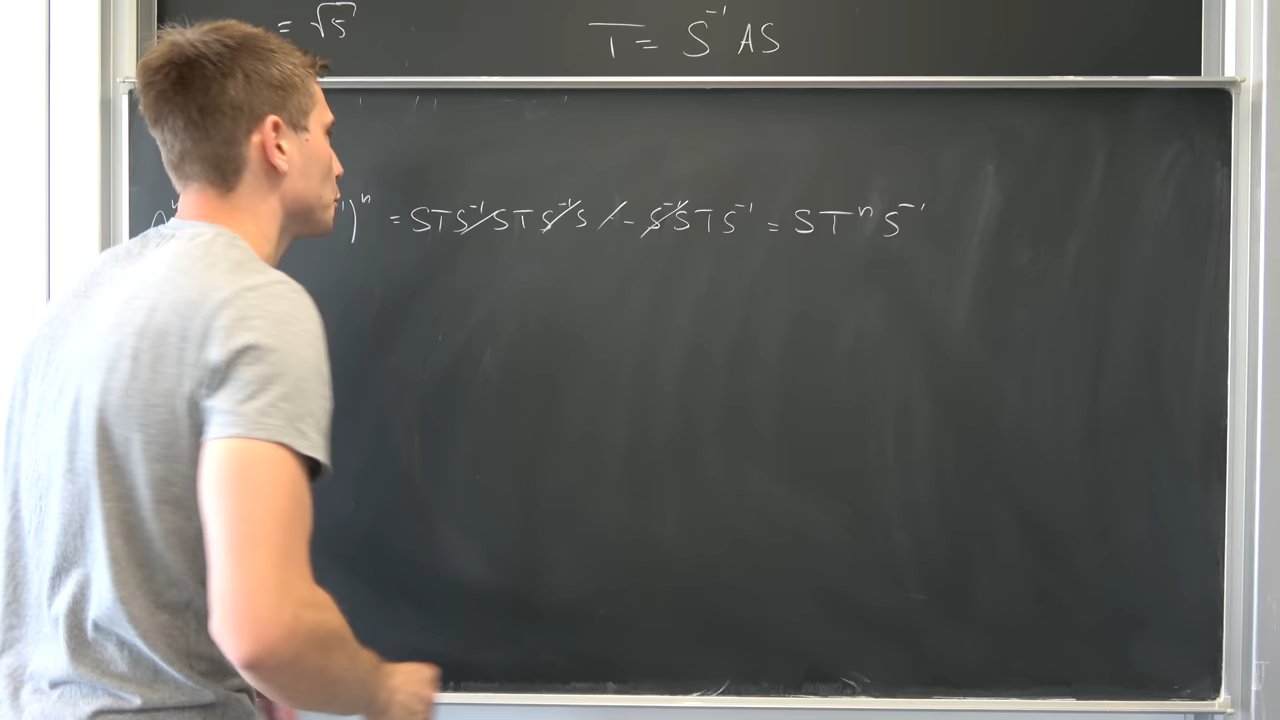 = √5
T = S⁻¹AS
)ⁿ = STS⁻¹STS⁻¹S / – S⁻¹STS⁻¹ = STⁿS⁻¹